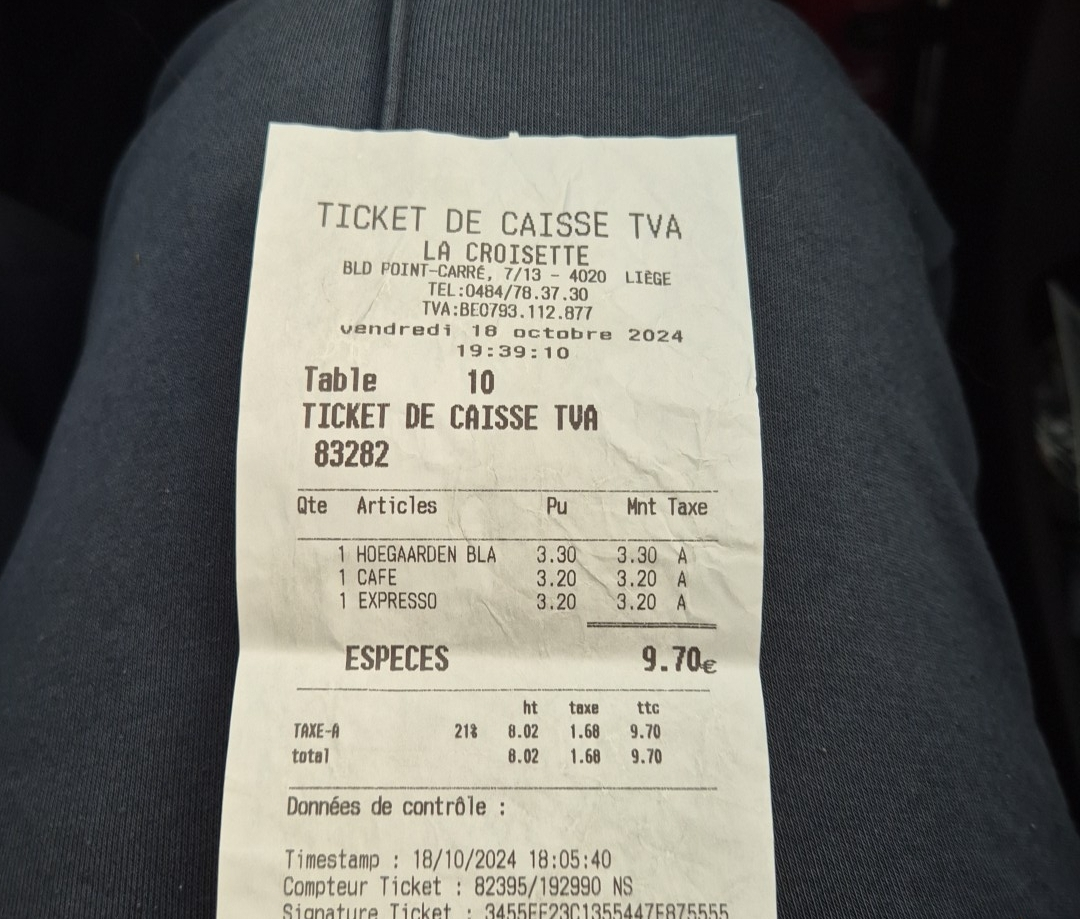 TICKET DE CAISSE TVA
LA CROISETTE
BLD POINT-CARRÉ, 7/13 - 4020 LIÈGE
TEL:0484/78.37.30
TVA:BE0793.112.877
vendredi 18 octobre 2024
19:39:10
Table 10
TICKET DE CAISSE TVA
83282
Qte Articles Pu Mnt Taxe
1 HOEGAARDEN BLA 3.30 3.30 A
1 CAFE 3.20 3.20 A
1 EXPRESSO 3.20 3.20 A
ESPECES 9.70€
ht taxe ttc
TAXE-A 21% 8.02 1.68 9.70
total 8.02 1.68 9.70
Données de contrôle :
Timestamp : 18/10/2024 18:05:40
Compteur Ticket : 82395/192990 NS
Signature Ticket :